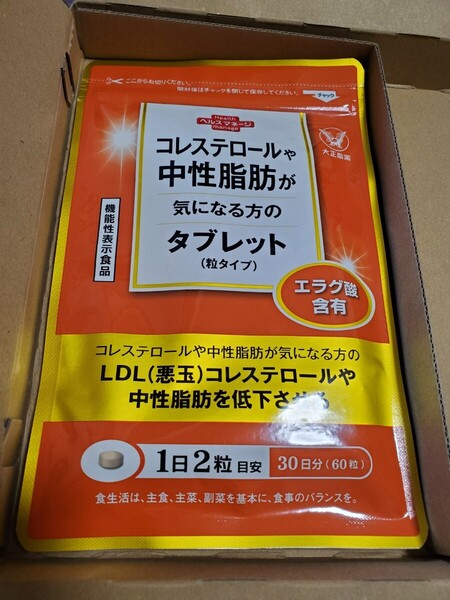 ここから切り取りください。
開封後はチャックを閉じて保存してください。
チャック
Health
ヘルスマネージ
manage
大正製薬
コレステロールや
中性脂肪が
気になる方の
タブレット
(粒タイプ)
機能性表示食品
エラグ酸
含有
コレステロールや中性脂肪が気になる方の
LDL(悪玉)コレステロールや
中性脂肪を低下させる
1日2粒 目安 30日分(60粒)
食生活は、主食、主菜、副菜を基本に、食事のバランスを。